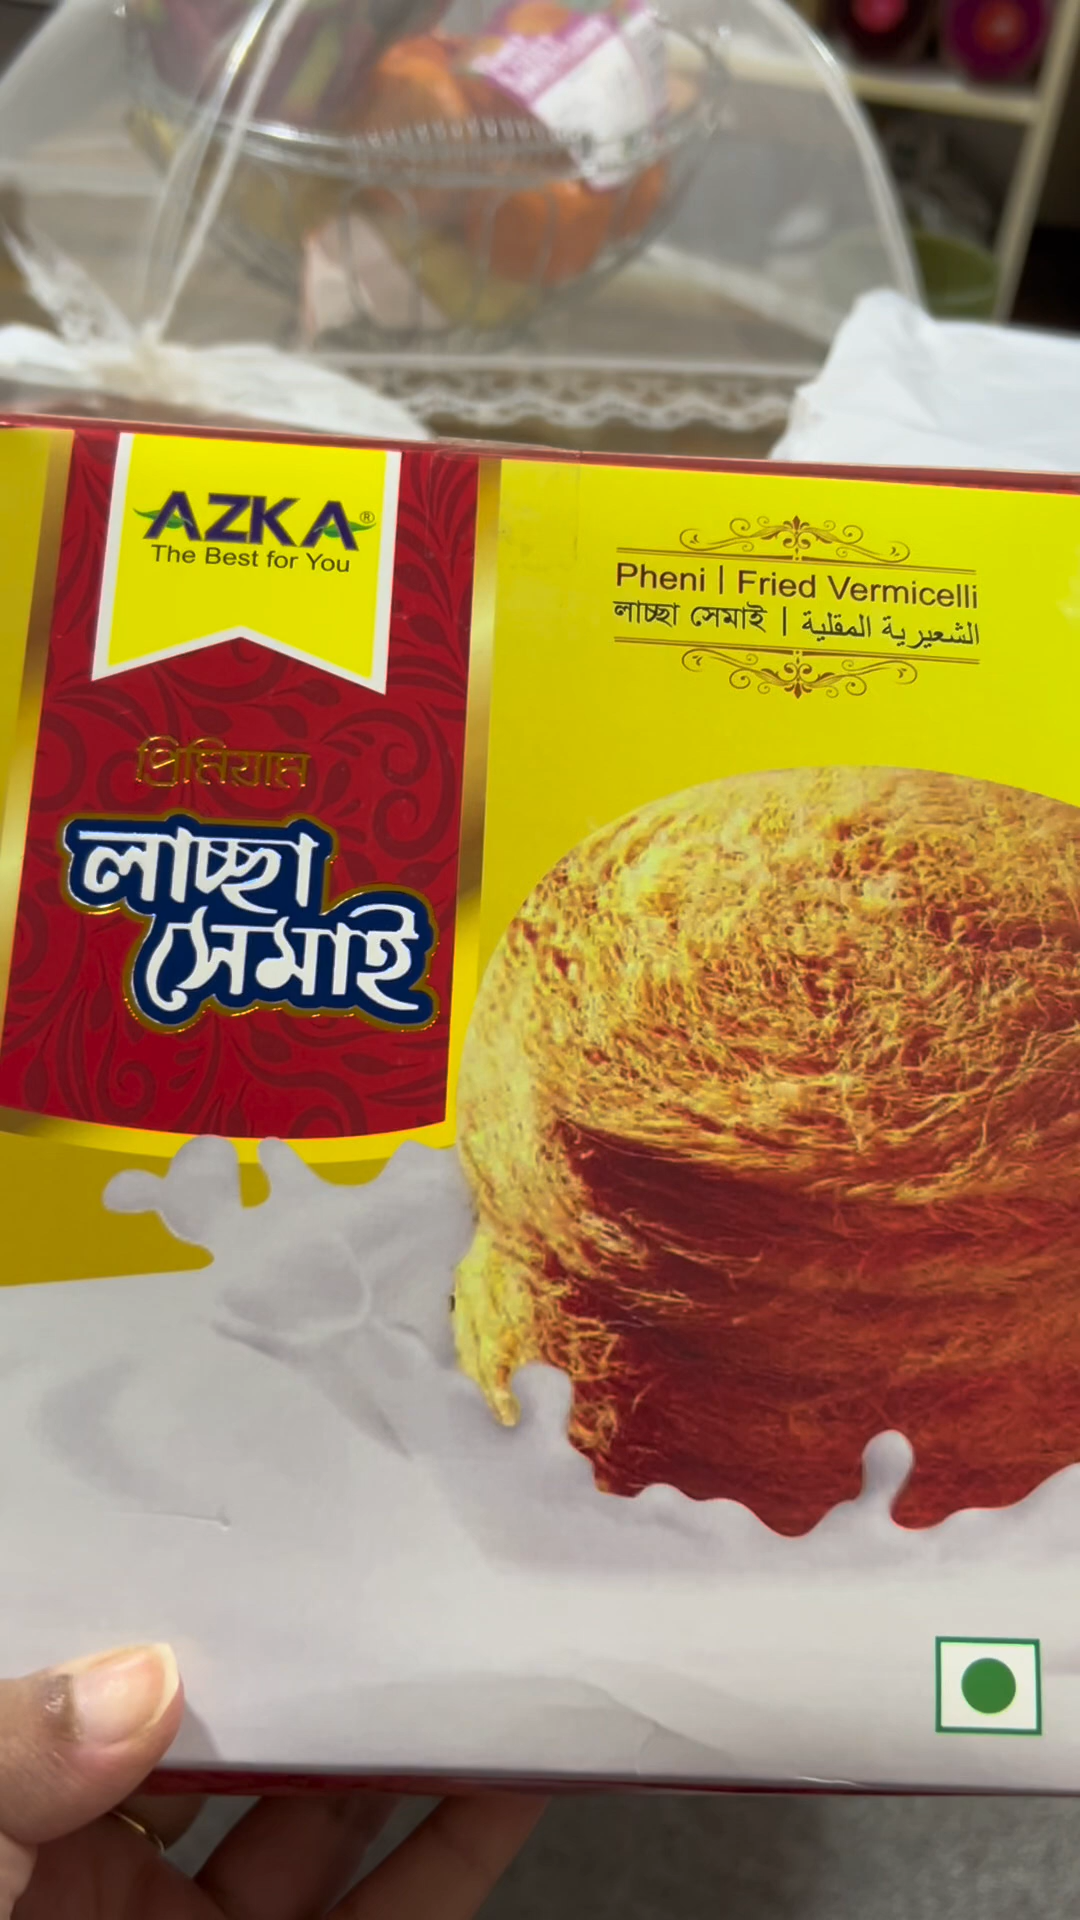 AZKA®
The Best for You
প্রিমিয়াম
লাচ্ছা
সেমাই
Pheni | Fried Vermicelli
লাচ্ছা সেমাই | الشعيرية المقلية